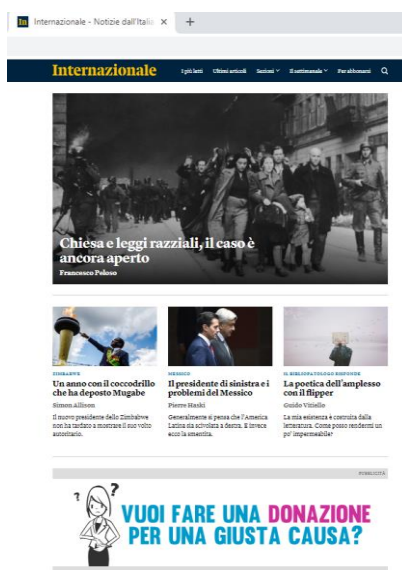 Internazionale - Notizie dall'Italia
Internazionale
I più letti Ultimi articoli Sezioni Il settimanale Per abbonarsi
Chiesa e leggi razziali, il caso è
ancora aperto
Francesco Peloso
ZIMBABWE
Un anno con il coccodrillo
che ha deposto Mugabe
Simon Allison
Il nuovo presidente dello Zimbabwe
non ha tardato a mostrare il suo volto
autoritario.
MESSICO
Il presidente di sinistra e i
problemi del Messico
Pierre Haski
Generalmente si pensa che l'America
Latina sia scivolata a destra. E invece
ecco la smentita.
IL BIBLIOPATOLOGO RISPONDE
La poetica dell'amplesso
con il flipper
Guido Vitiello
La mia esistenza è costruita dalla
letteratura. Come posso rendermi un
po' impermeabile?
PUBBLICITÀ
? ?
VUOI FARE UNA DONAZIONE
PER UNA GIUSTA CAUSA?